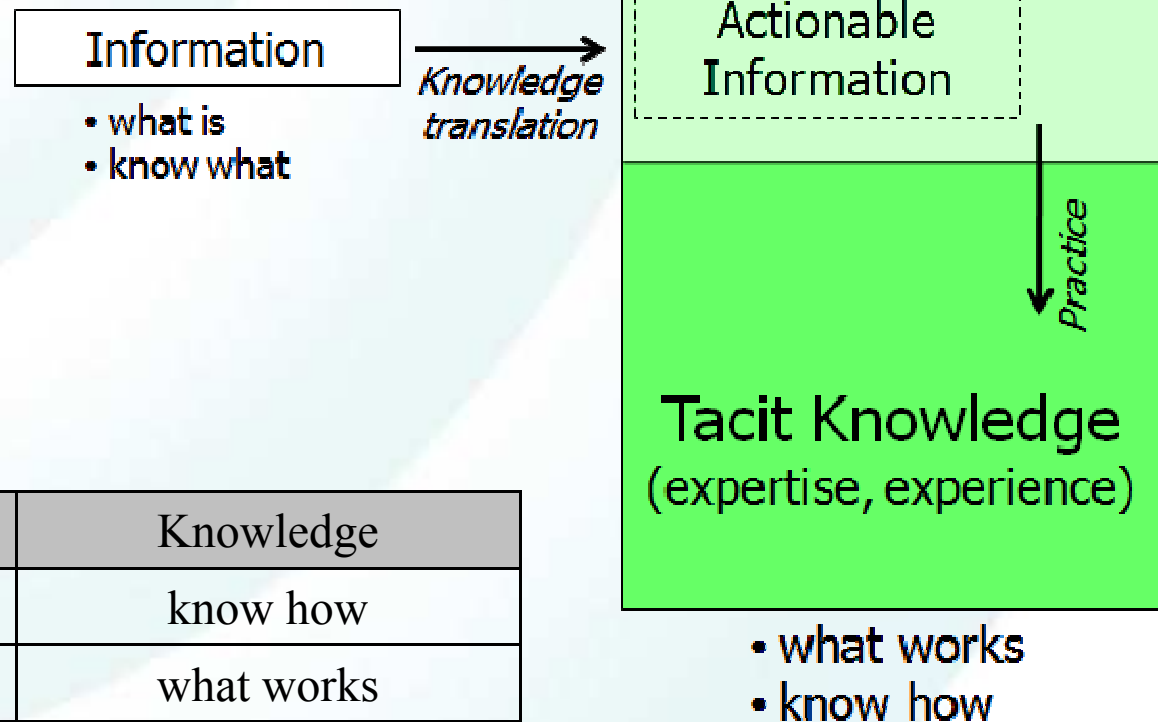 Information
• what is
• know what
Knowledge
translation
Actionable
Information
Practice
Tacit Knowledge
(expertise, experience)
• what works
• know how
Knowledge
know how
what works